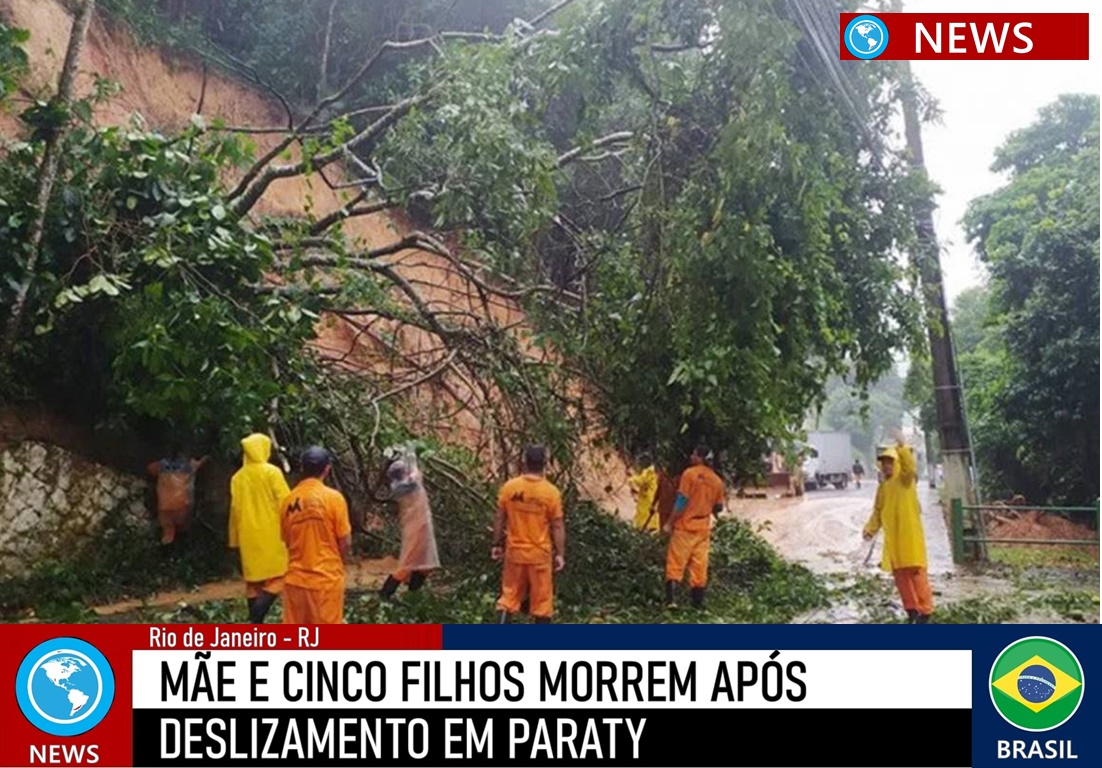 NEWS
Rio de Janeiro - RJ
MÃE E CINCO FILHOS MORREM APÓS
DESLIZAMENTO EM PARATY
NEWS
BRASIL